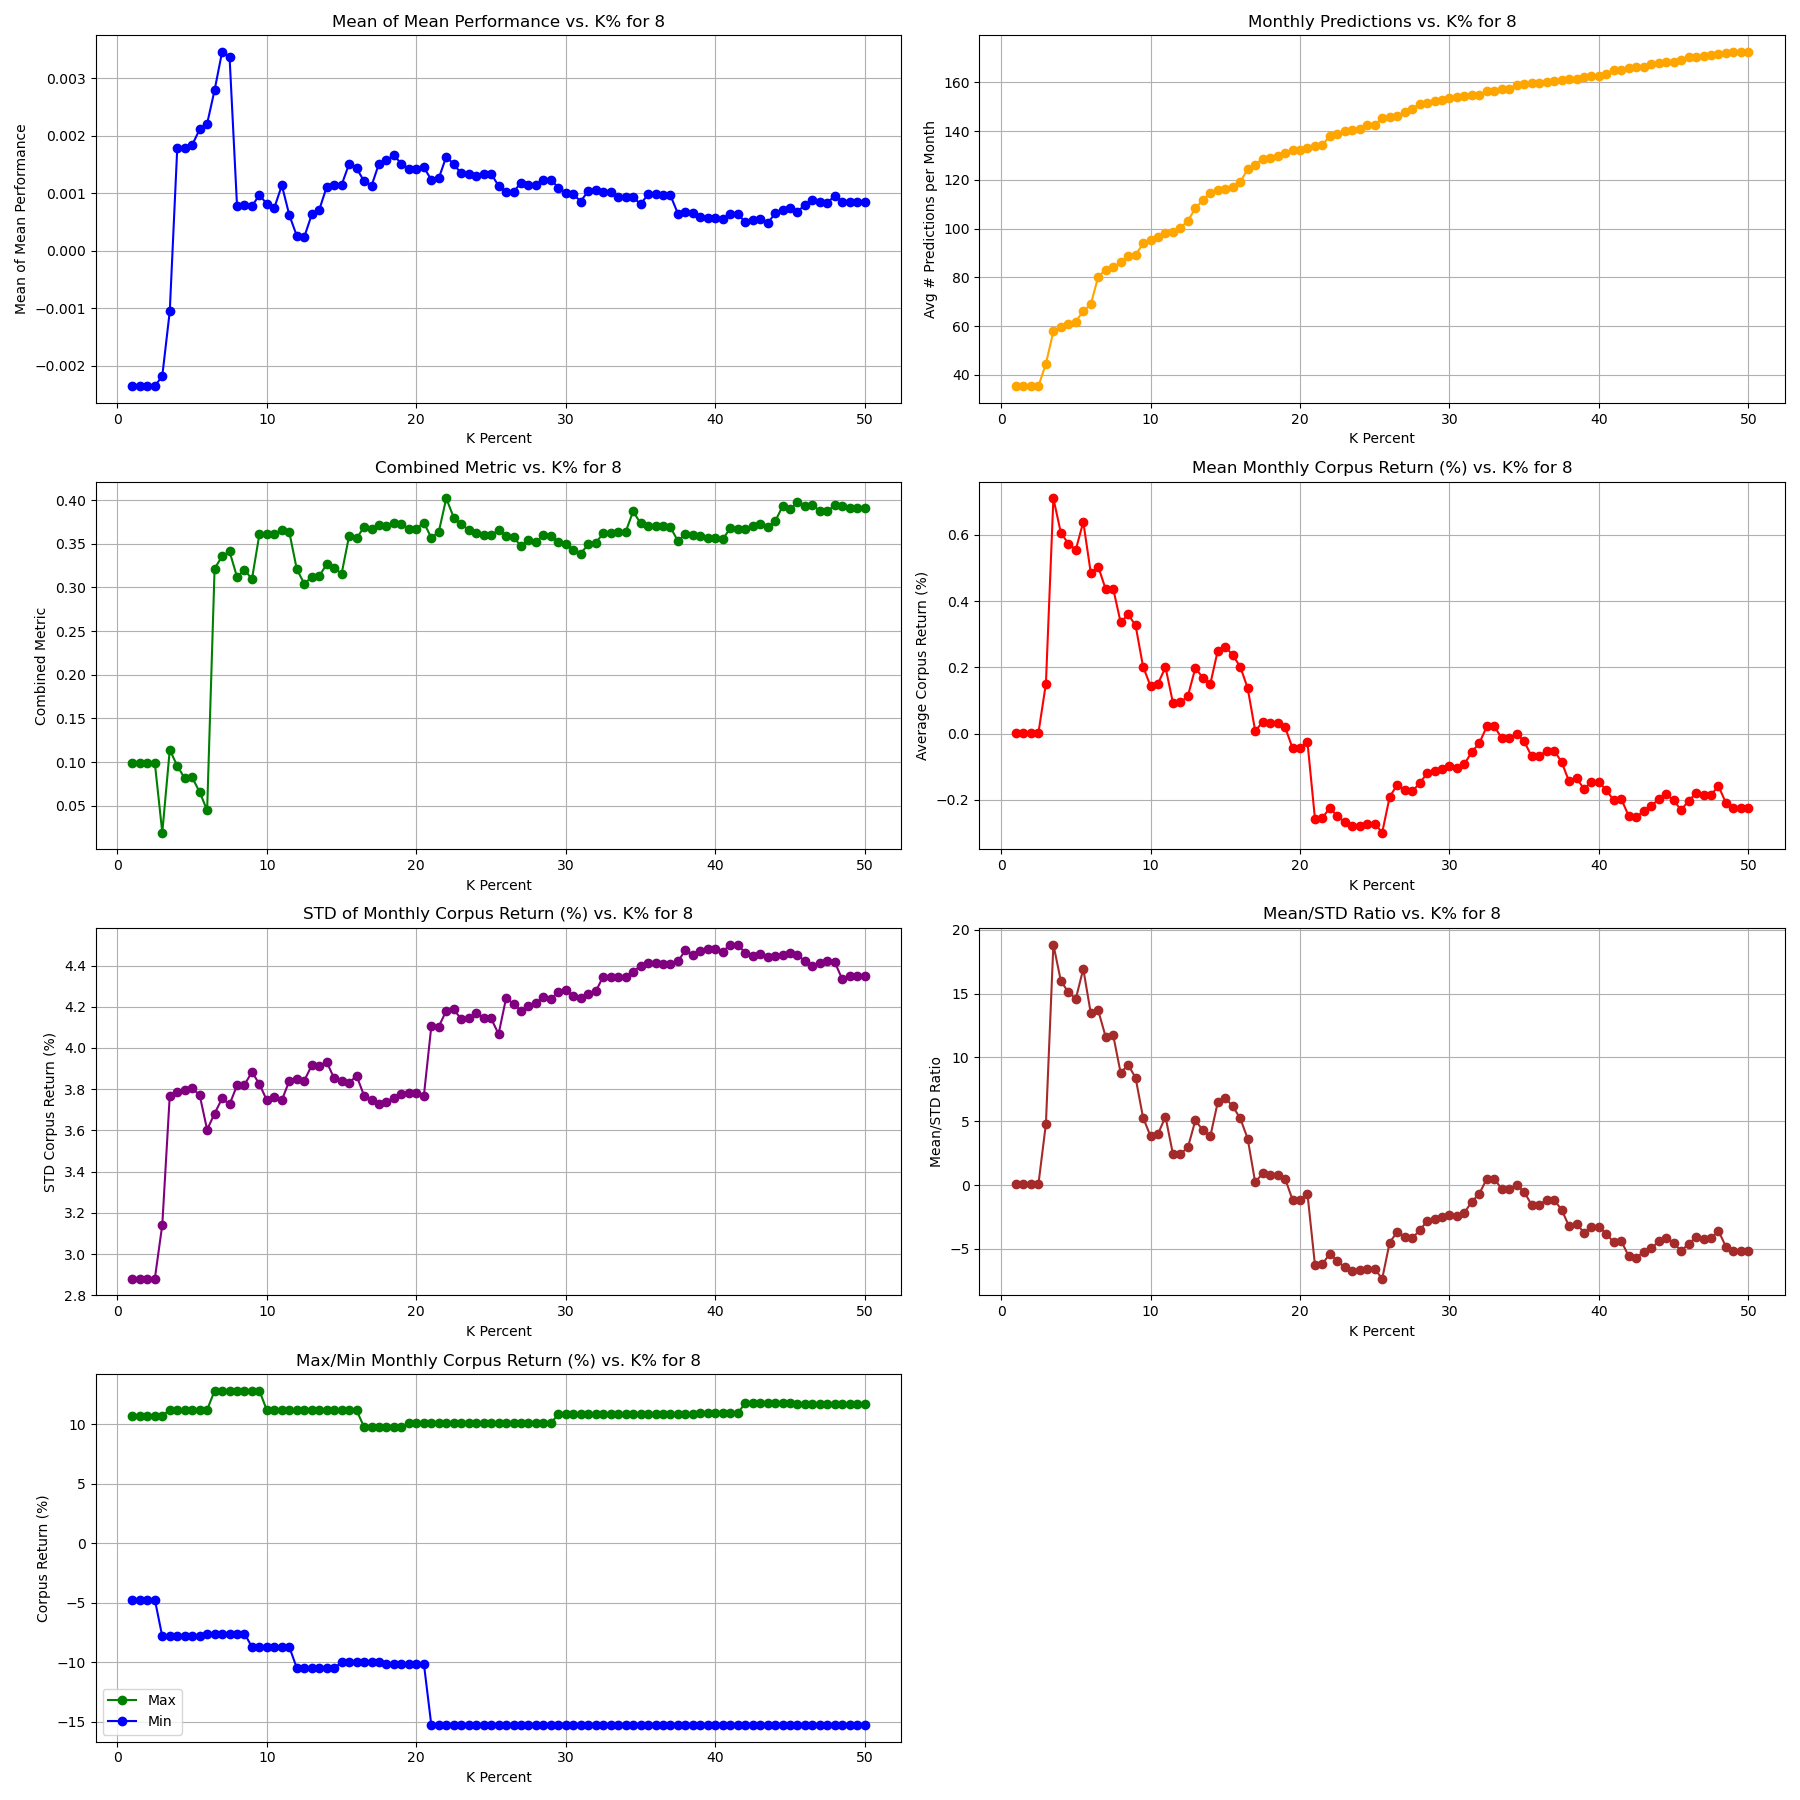 Mean of Mean Performance vs. K% for 8
Mean of Mean Performance
0.003
0.002
0.001
0.000
−0.001
−0.002
0 10 20 30 40 50
K Percent
Monthly Predictions vs. K% for 8
Avg # Predictions per Month
160
140
120
100
80
60
40
0 10 20 30 40 50
K Percent
Combined Metric vs. K% for 8
Combined Metric
0.40
0.35
0.30
0.25
0.20
0.15
0.10
0.05
0 10 20 30 40 50
K Percent
Mean Monthly Corpus Return (%) vs. K% for 8
Average Corpus Return (%)
0.6
0.4
0.2
0.0
−0.2
0 10 20 30 40 50
K Percent
STD of Monthly Corpus Return (%) vs. K% for 8
STD Corpus Return (%)
4.4
4.2
4.0
3.8
3.6
3.4
3.2
3.0
2.8
0 10 20 30 40 50
K Percent
Mean/STD Ratio vs. K% for 8
Mean/STD Ratio
20
15
10
5
0
−5
0 10 20 30 40 50
K Percent
Max/Min Monthly Corpus Return (%) vs. K% for 8
Corpus Return (%)
10
5
0
−5
−10
−15
Max
Min
0 10 20 30 40 50
K Percent